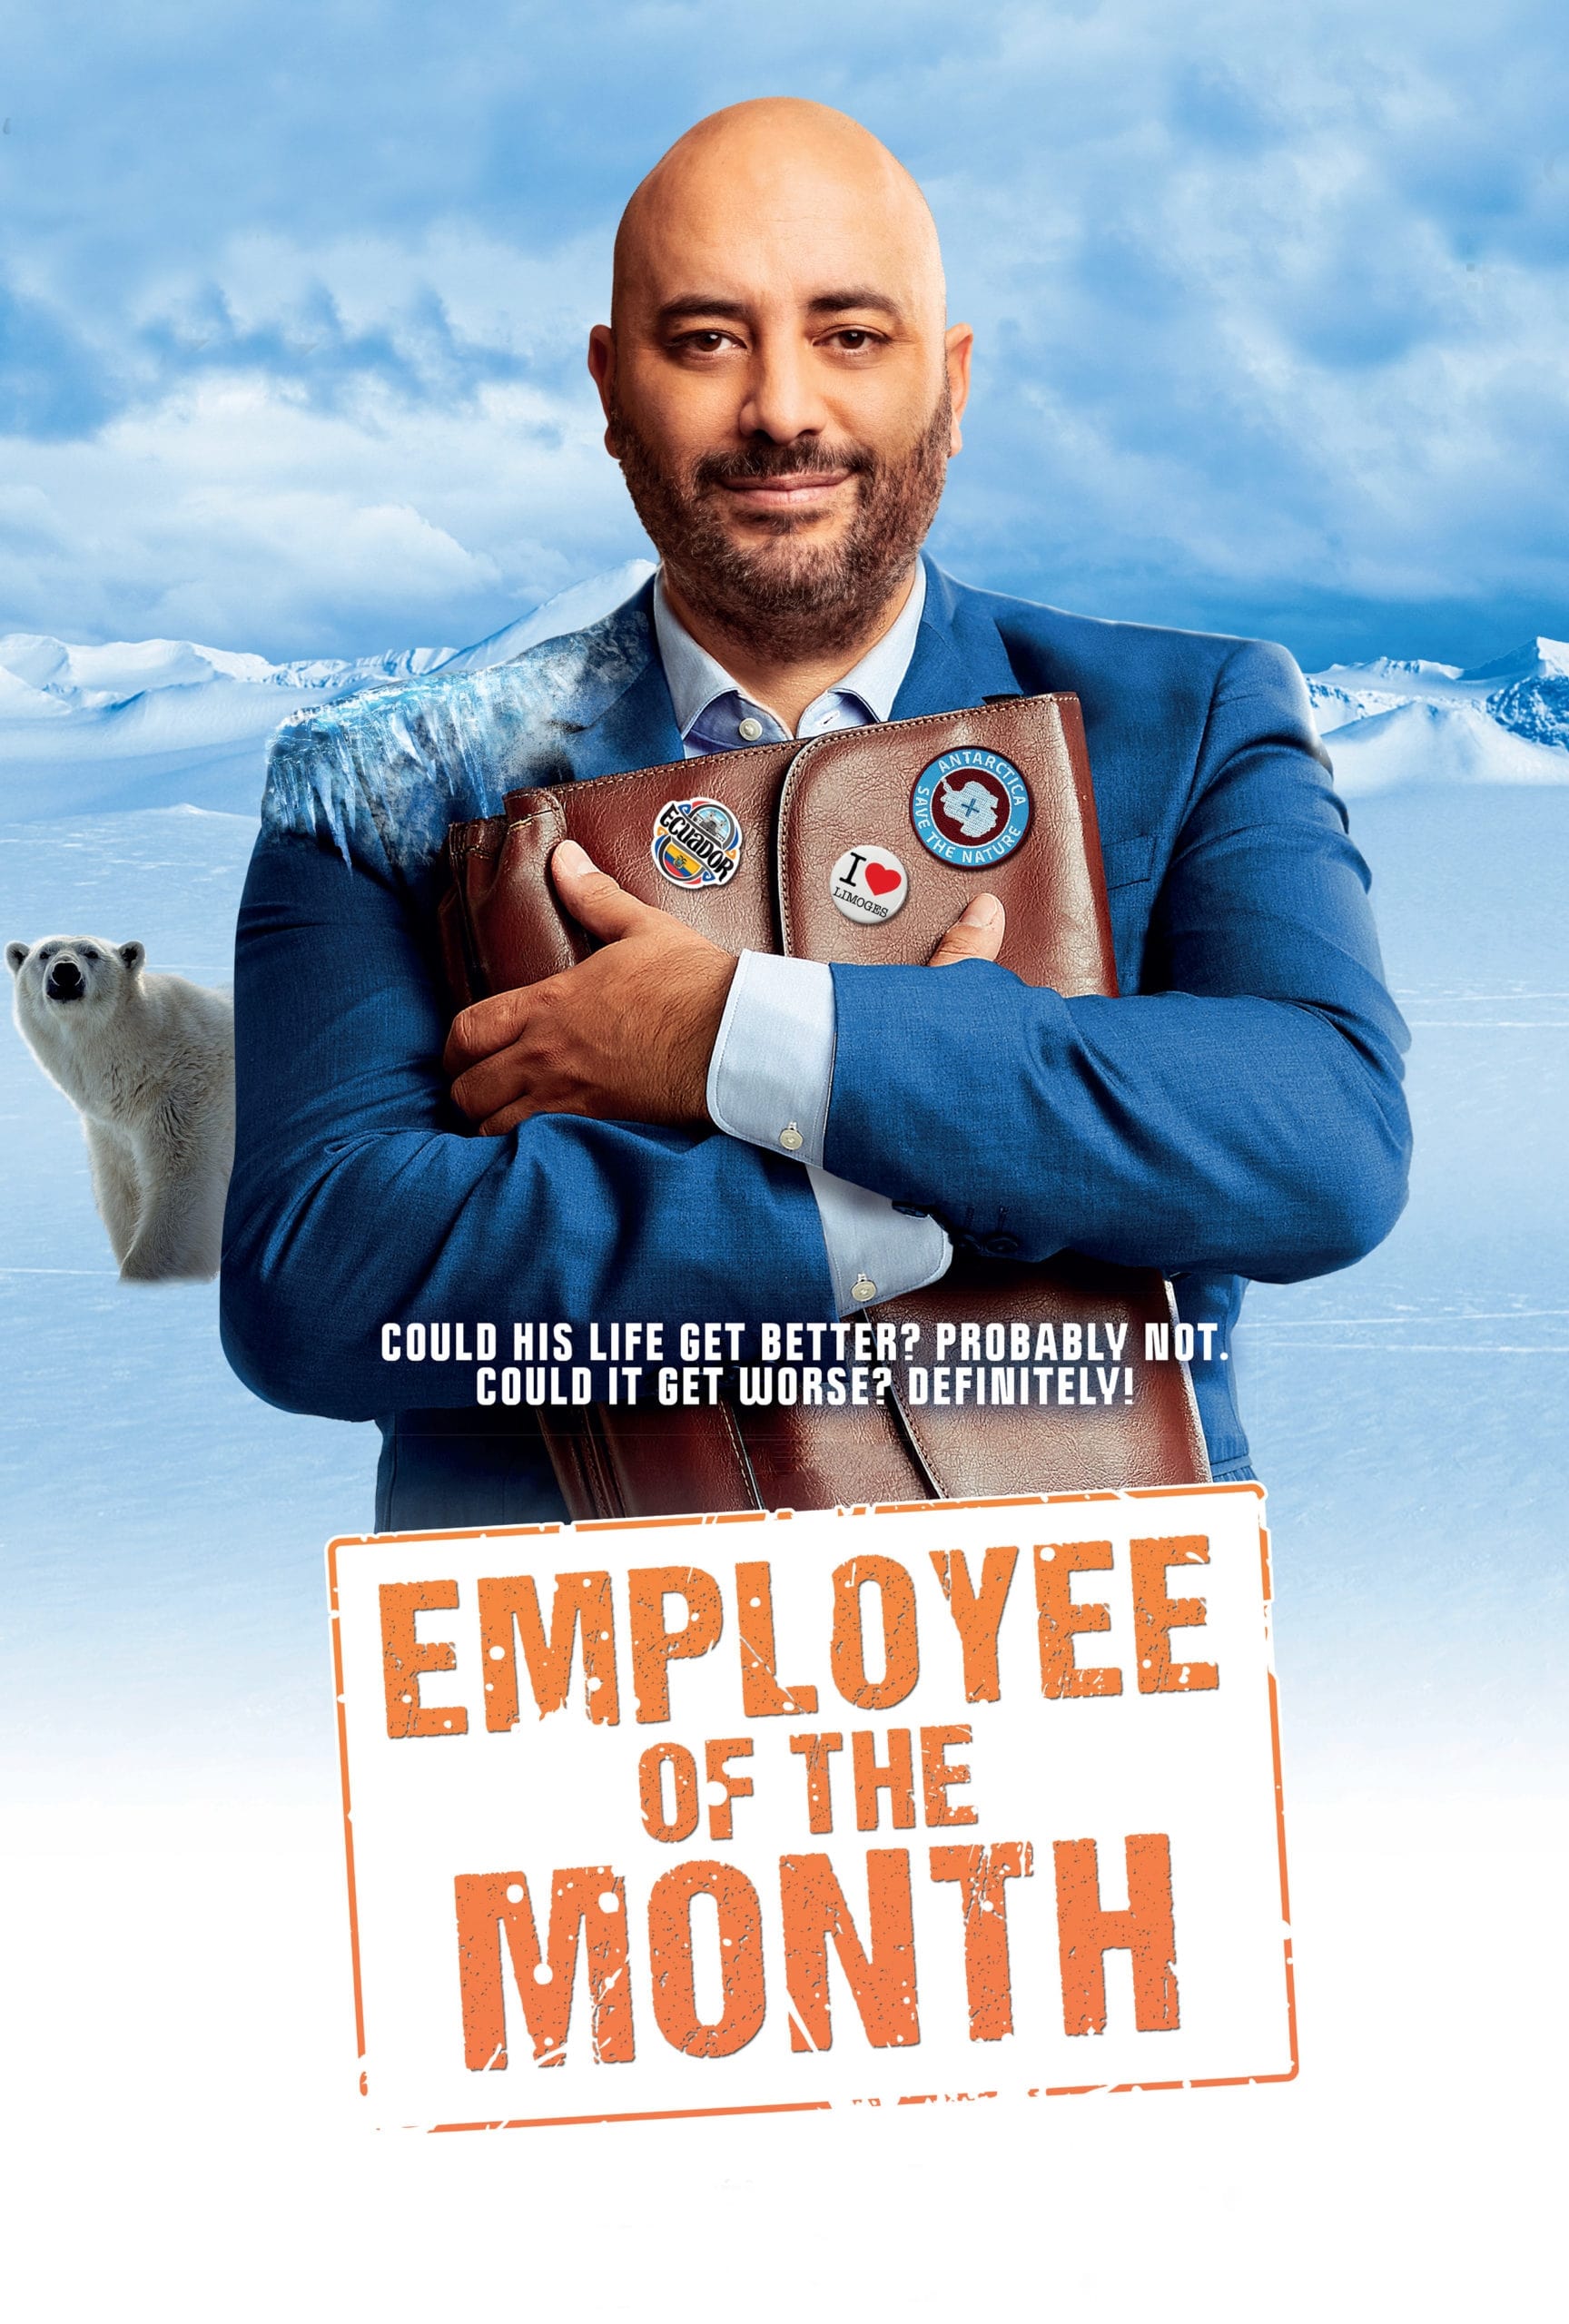 ECUADOR
ANTARCTICA
SAVE THE NATURE
I ❤
LIMOGES
COULD HIS LIFE GET BETTER? PROBABLY NOT.
COULD IT GET WORSE? DEFINITELY!
EMPLOYEE
OF THE
MONTH